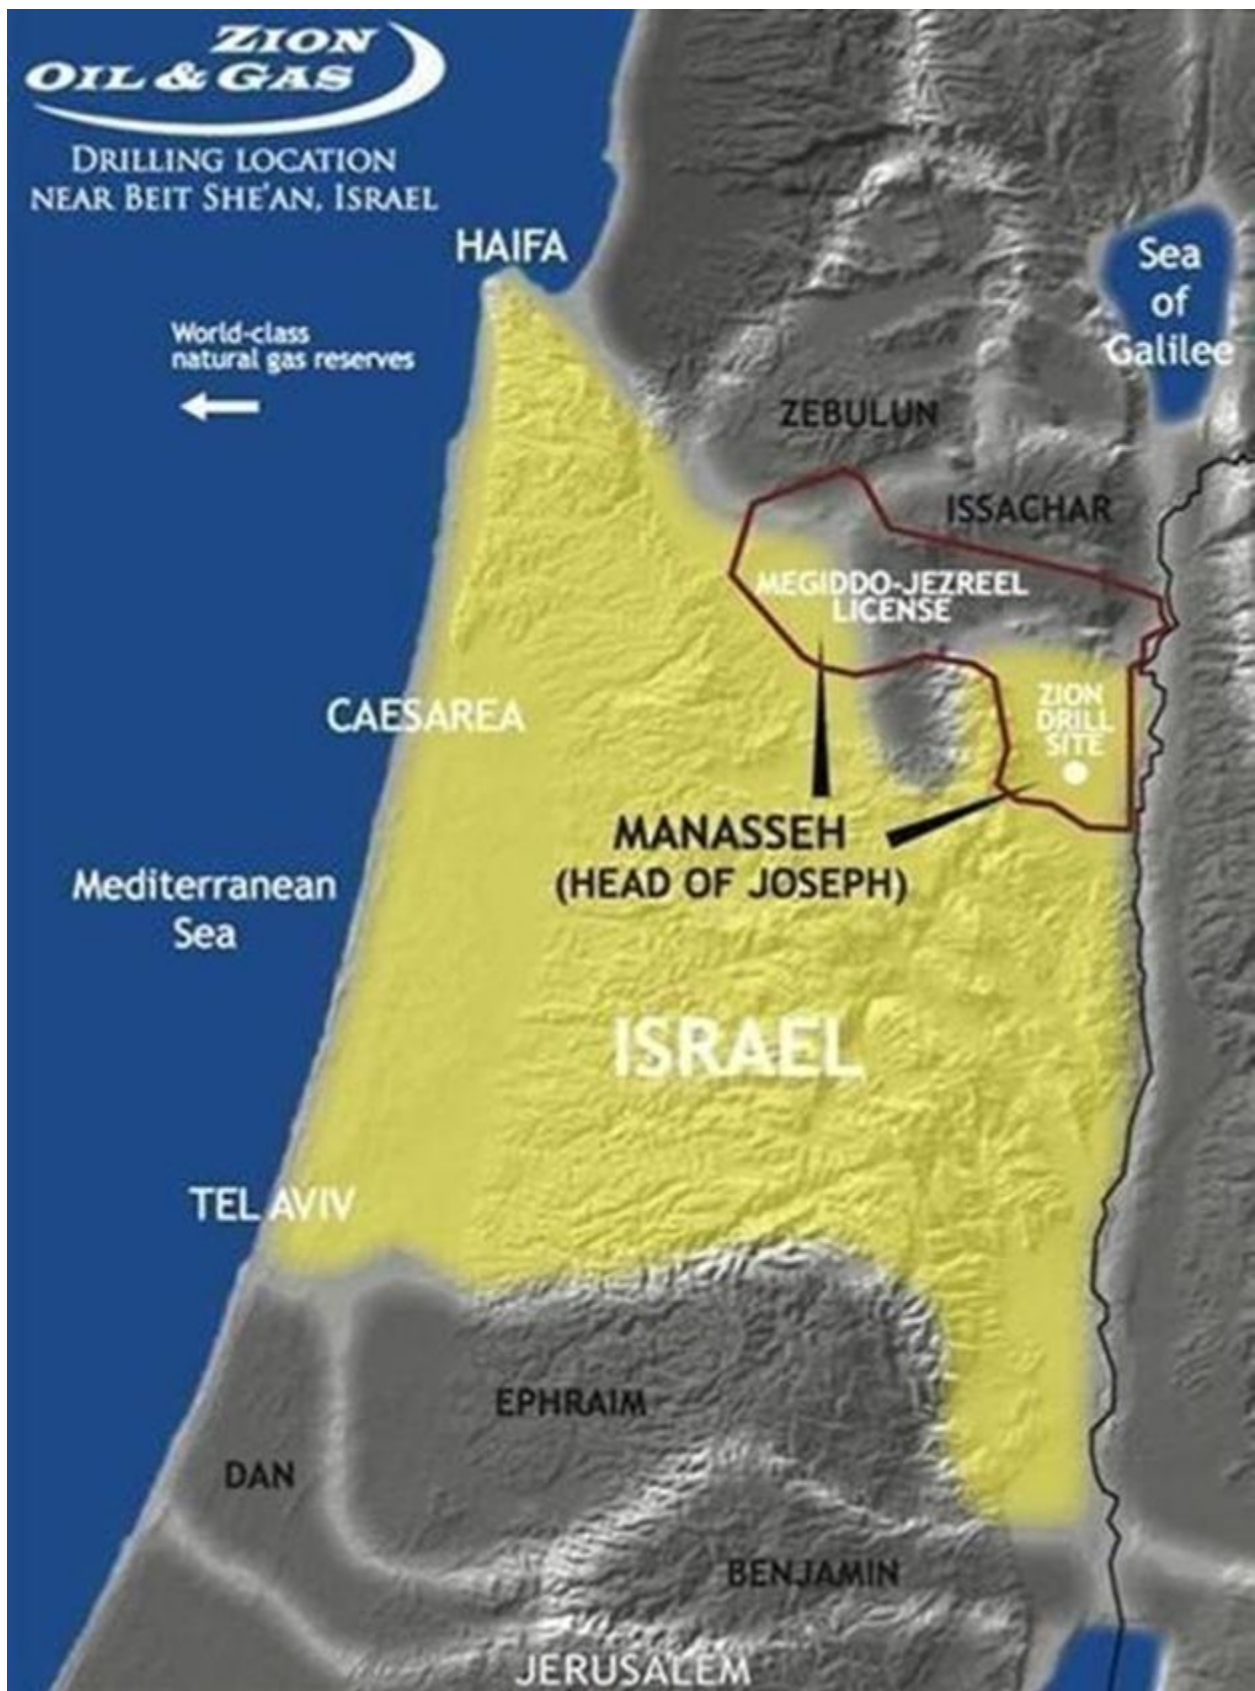 ZION
OIL & GAS
DRILLING LOCATION
NEAR BEIT SHE'AN, ISRAEL
HAIFA
Sea
of
Galilee
World-class
natural gas reserves
ZEBULUN
ISSACHAR
MEGIDDO-JEZREEL
LICENSE
ZION
DRILL
SITE
CAESAREA
MANASSEH
(HEAD OF JOSEPH)
Mediterranean
Sea
ISRAEL
TEL AVIV
EPHRAIM
DAN
BENJAMIN
JERUSALEM